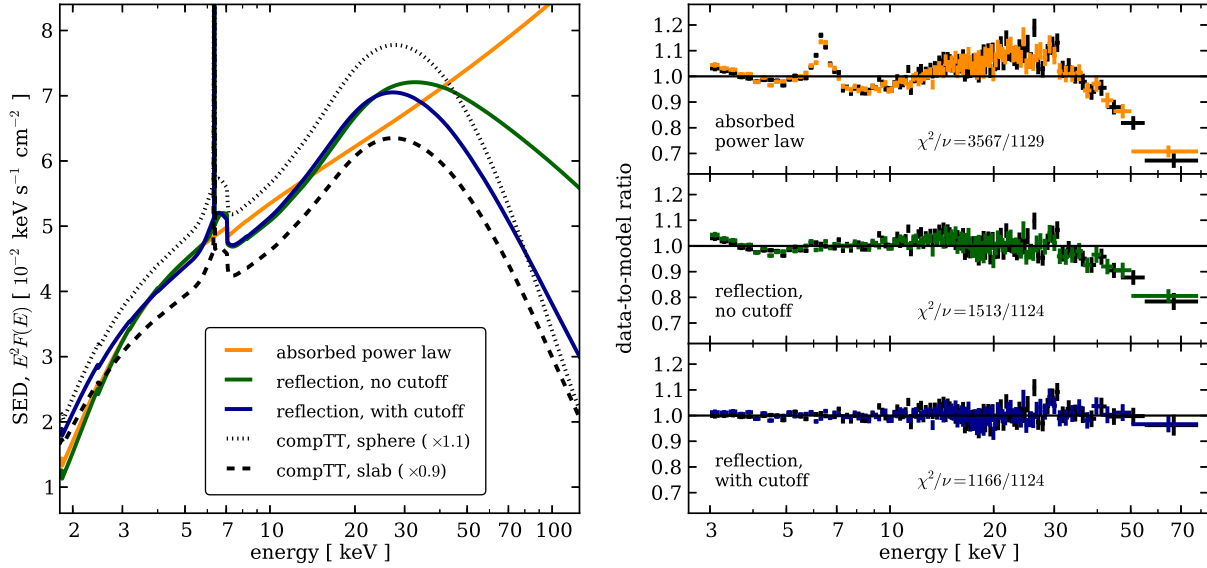 SED, E²F(E) [ 10⁻² keV s⁻¹ cm⁻² ]
8
7
6
5
4
3
2
1
absorbed power law
reflection, no cutoff
reflection, with cutoff
compTT, sphere ( ×1.1)
compTT, slab ( ×0.9)
2 3 5 7 10 20 30 50 100
energy [ keV ]
data-to-model ratio
1.2
1.1
1.0
0.9
0.8
0.7
absorbed
power law
χ²/ν=3567/1129
1.2
1.1
1.0
0.9
0.8
0.7
reflection,
no cutoff
χ²/ν=1513/1124
1.2
1.1
1.0
0.9
0.8
0.7
reflection,
with cutoff
χ²/ν=1166/1124
3 5 7 10 20 30 50 70
energy [ keV ]